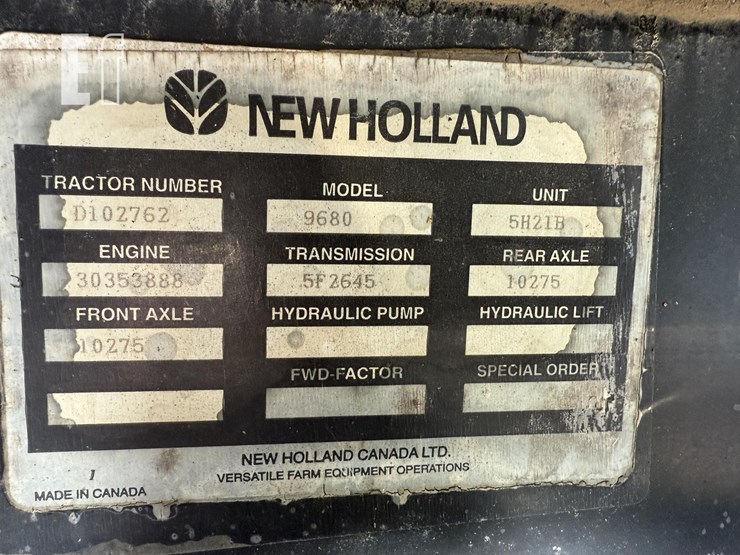 E1
NEW HOLLAND
TRACTOR NUMBER MODEL UNIT
D102762 9680 5H21B
ENGINE TRANSMISSION REAR AXLE
30353888 5F2645 10275
FRONT AXLE HYDRAULIC PUMP HYDRAULIC LIFT
10275
FWD-FACTOR SPECIAL ORDER
NEW HOLLAND CANADA LTD.
VERSATILE FARM EQUIPMENT OPERATIONS
1
MADE IN CANADA